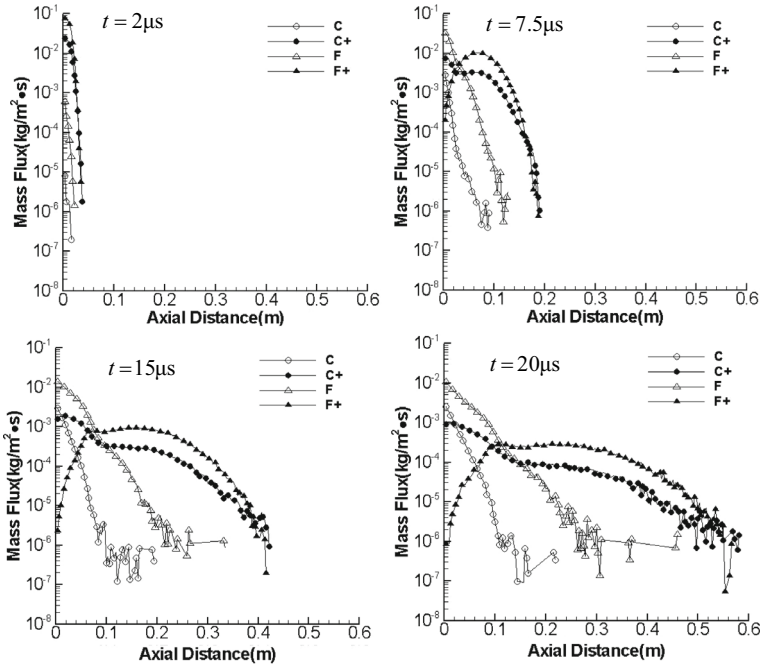 t = 2μs
C
C+
F
F+
Mass Flux(kg/m²•s)
10⁻¹
10⁻²
10⁻³
10⁻⁴
10⁻⁵
10⁻⁶
10⁻⁷
10⁻⁸
0 0.1 0.2 0.3 0.4 0.5 0.6
Axial Distance(m)
t = 7.5μs
C
C+
F
F+
Mass Flux(kg/m²•s)
10⁻¹
10⁻²
10⁻³
10⁻⁴
10⁻⁵
10⁻⁶
10⁻⁷
10⁻⁸
0 0.1 0.2 0.3 0.4 0.5 0.6
Axial Distance(m)
t = 15μs
C
C+
F
F+
Mass Flux(kg/m²•s)
10⁻¹
10⁻²
10⁻³
10⁻⁴
10⁻⁵
10⁻⁶
10⁻⁷
10⁻⁸
0 0.1 0.2 0.3 0.4 0.5 0.6
Axial Distance(m)
t = 20μs
C
C+
F
F+
Mass Flux(kg/m²•s)
10⁻¹
10⁻²
10⁻³
10⁻⁴
10⁻⁵
10⁻⁶
10⁻⁷
10⁻⁸
0 0.1 0.2 0.3 0.4 0.5 0.6
Axial Distance(m)